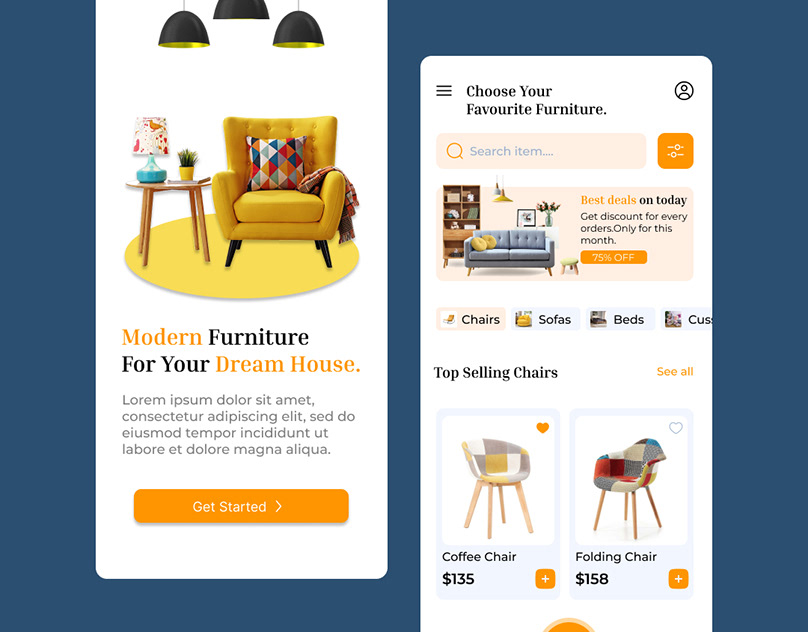 Modern Furniture
For Your Dream House.
Lorem ipsum dolor sit amet,
consectetur adipiscing elit, sed do
eiusmod tempor incididunt ut
labore et dolore magna aliqua.
Get Started
Choose Your
Favourite Furniture.
Search item....
Best deals on today
Get discount for every
orders.Only for this
month.
75% OFF
Chairs Sofas Beds Cuss
Top Selling Chairs See all
Coffee Chair
$135
Folding Chair
$158